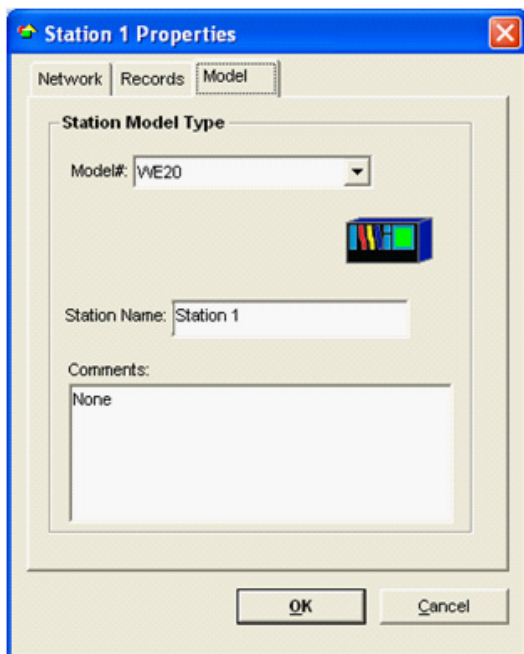 Station 1 Properties
Network Records Model
Station Model Type
Model#: WE20
Station Name: Station 1
Comments:
None
OK Cancel